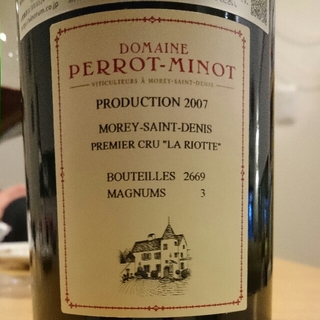 DOMAINE
PERROT-MINOT
VITICULTEURS À MOREY-SAINT-DENIS
PRODUCTION 2007
MOREY-SAINT-DENIS
PREMIER CRU "LA RIOTTE"
BOUTEILLES 2669
MAGNUMS 3